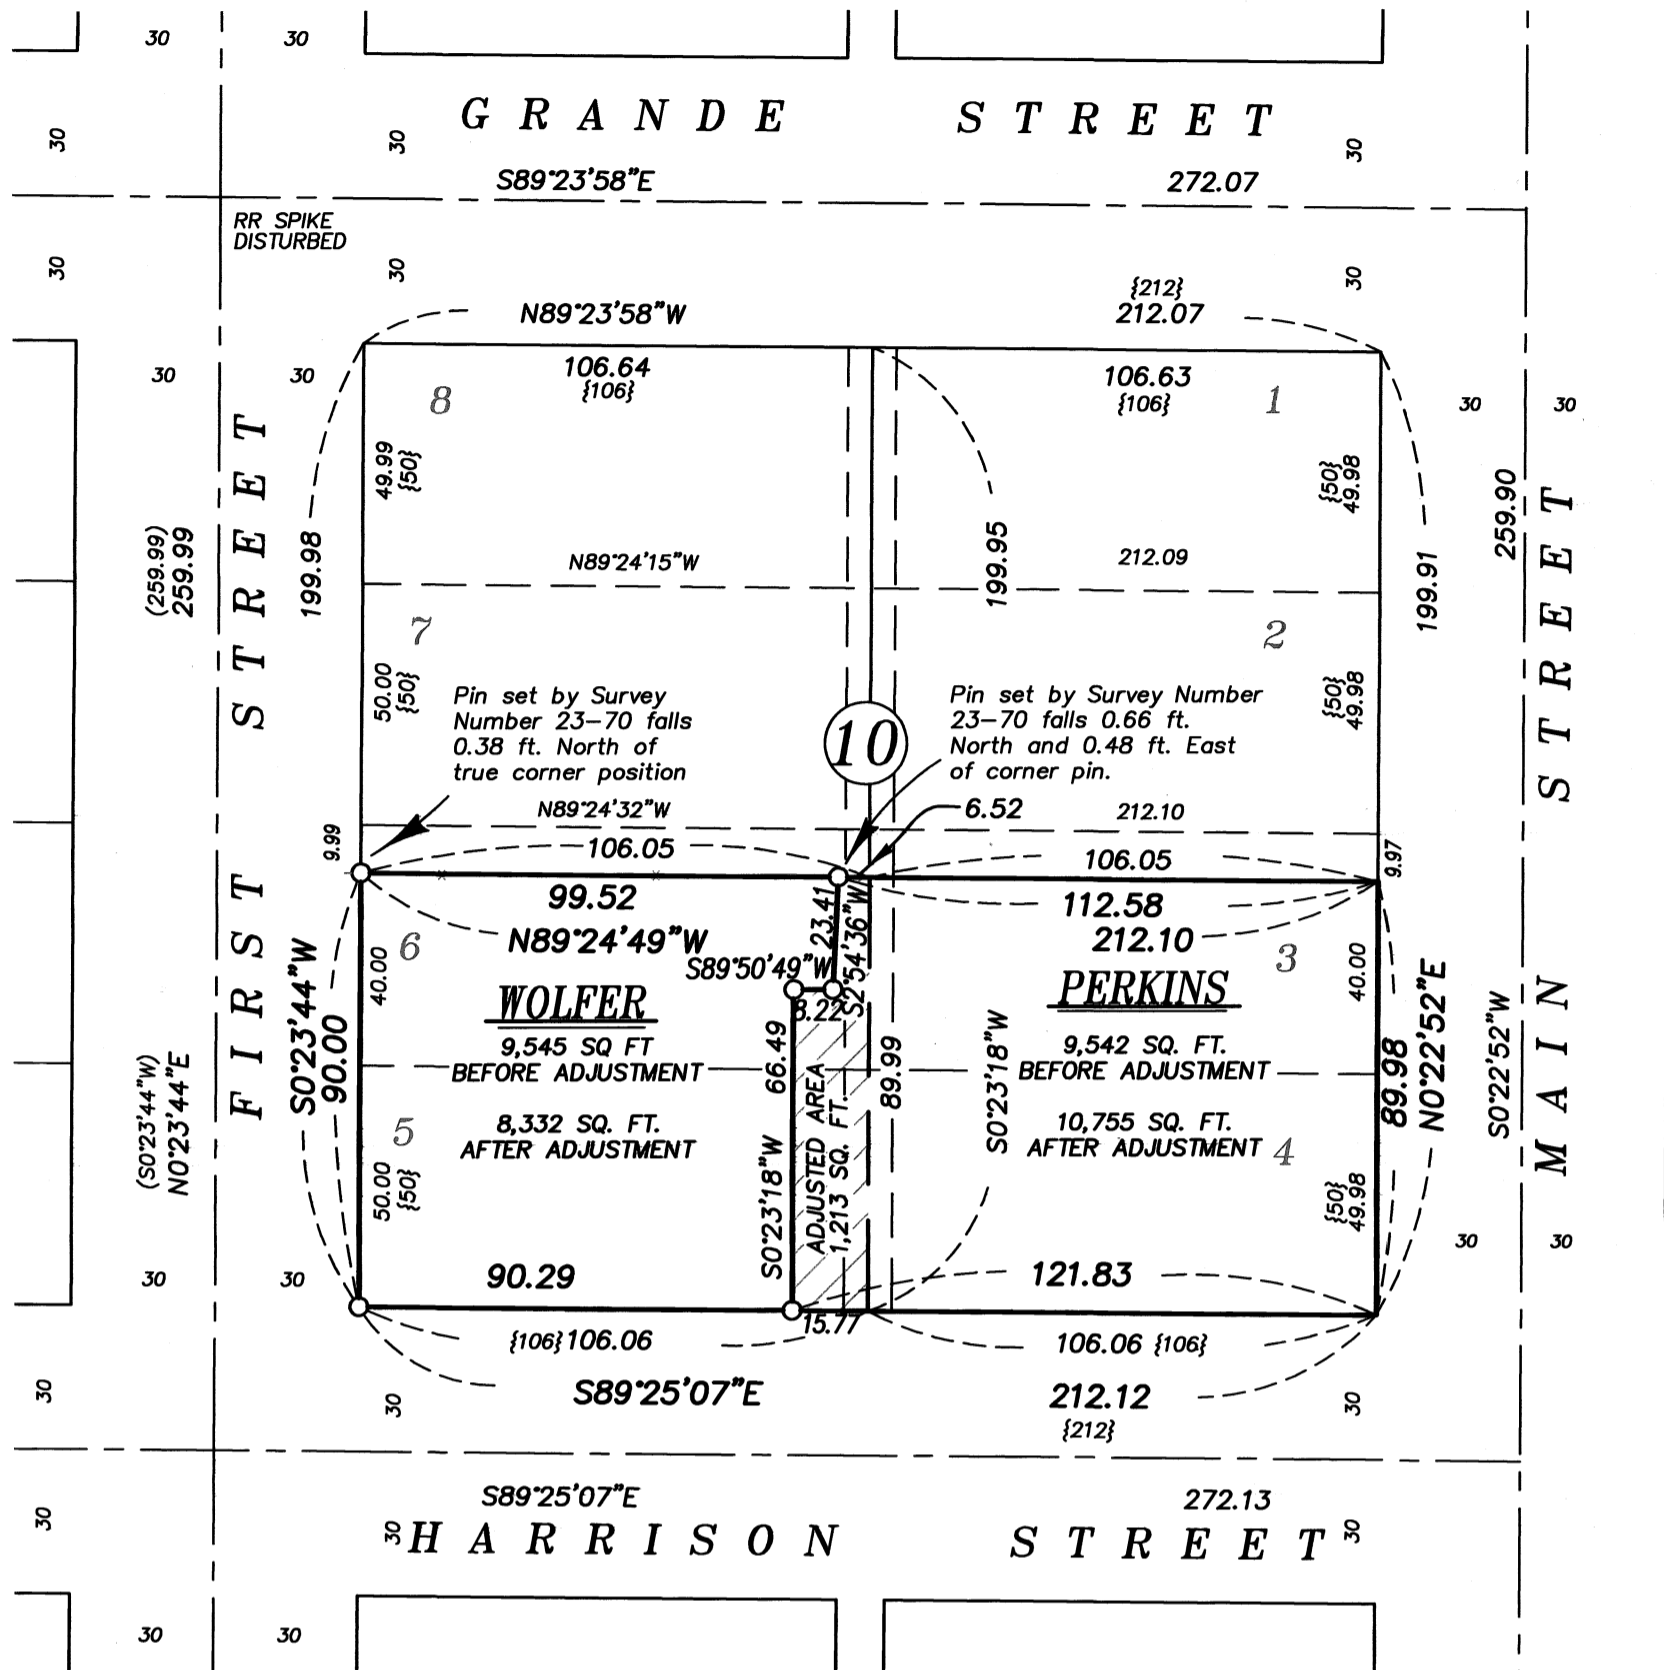 30
30
GRANDE STREET
30
30
30
S89°23'58"E
272.07
RR SPIKE
DISTURBED
30
30
30
{212}
N89°23'58"W
212.07
106.64
{106}
106.63
{106}
8
1
30
30
30
30
49.99
{50}
{50}
49.98
FIRST STREET
MAIN STREET
(259.99)
259.99
199.98
199.95
199.91
259.90
N89°24'15"W
212.09
7
2
50.00
{50}
{50}
49.98
Pin set by Survey
Number 23-70 falls
0.38 ft. North of
true corner position
10
Pin set by Survey Number
23-70 falls 0.66 ft.
North and 0.48 ft. East
of corner pin.
N89°24'32"W
6.52
212.10
9.99
106.05
106.05
9.97
99.52
112.58
N89°24'49"W
212.10
23.41
S2°54'36"W
6
3
40.00
40.00
S89°50'49"W
8.22
WOLFER
9,545 SQ FT
BEFORE ADJUSTMENT
8,332 SQ. FT.
AFTER ADJUSTMENT
PERKINS
9,542 SQ. FT.
BEFORE ADJUSTMENT
10,755 SQ. FT.
AFTER ADJUSTMENT
S0°23'44"W
90.00
66.49
S0°23'18"W
ADJUSTED AREA
1,213 SQ. FT.
89.99
S0°23'18"W
89.98
N0°22'52"E
S0°22'52"W
(S0°23'44"W)
N0°23'44"E
5
4
50.00
{50}
{50}
49.98
30
30
30
30
90.29
121.83
15.77
{106} 106.06
106.06 {106}
S89°25'07"E
212.12
{212}
30
30
30
S89°25'07"E
272.13
30
30
30
HARRISON STREET
30
30